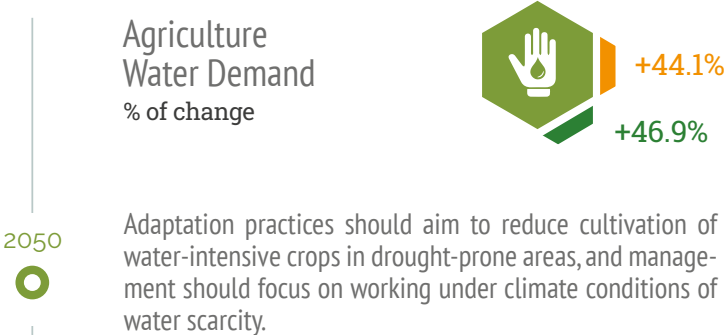 Agriculture
Water Demand
% of change
+44.1%
+46.9%
2050
Adaptation practices should aim to reduce cultivation of
water-intensive crops in drought-prone areas, and manage-
ment should focus on working under climate conditions of
water scarcity.